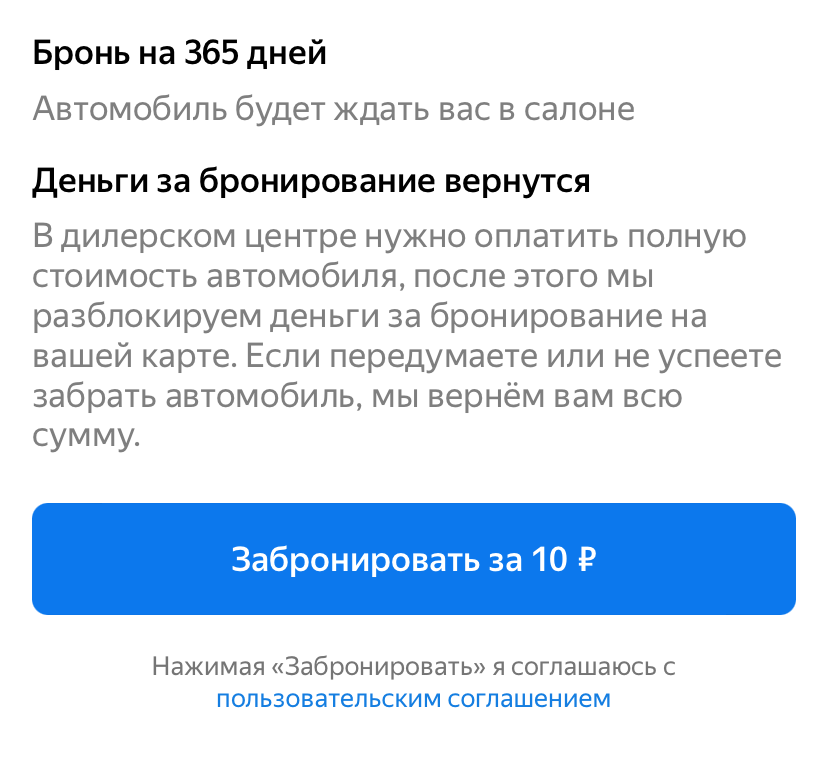 Бронь на 365 дней
Автомобиль будет ждать вас в салоне
Деньги за бронирование вернутся
В дилерском центре нужно оплатить полную
стоимость автомобиля, после этого мы
разблокируем деньги за бронирование на
вашей карте. Если передумаете или не успеете
забрать автомобиль, мы вернём вам всю
сумму.
Забронировать за 10 ₽
Нажимая «Забронировать» я соглашаюсь с
пользовательским соглашением